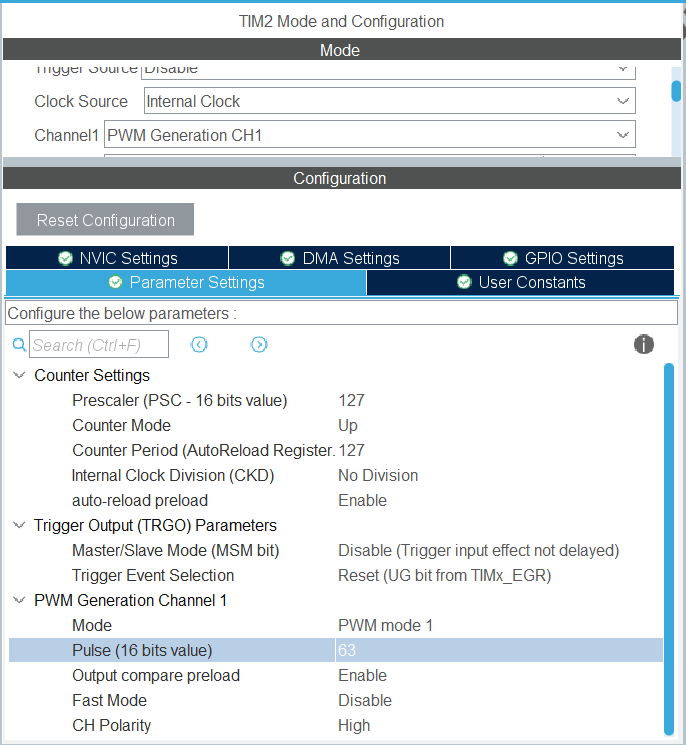 TIM2 Mode and Configuration
Mode
Trigger Source Disable
Clock Source Internal Clock
Channel1 PWM Generation CH1
Configuration
Reset Configuration
NVIC Settings DMA Settings GPIO Settings
Parameter Settings User Constants
Configure the below parameters :
Search (Ctrl+F)
Counter Settings
Prescaler (PSC - 16 bits value) 127
Counter Mode Up
Counter Period (AutoReload Register. 127
Internal Clock Division (CKD) No Division
auto-reload preload Enable
Trigger Output (TRGO) Parameters
Master/Slave Mode (MSM bit) Disable (Trigger input effect not delayed)
Trigger Event Selection Reset (UG bit from TIMx_EGR)
PWM Generation Channel 1
Mode PWM mode 1
Pulse (16 bits value) 63
Output compare preload Enable
Fast Mode Disable
CH Polarity High